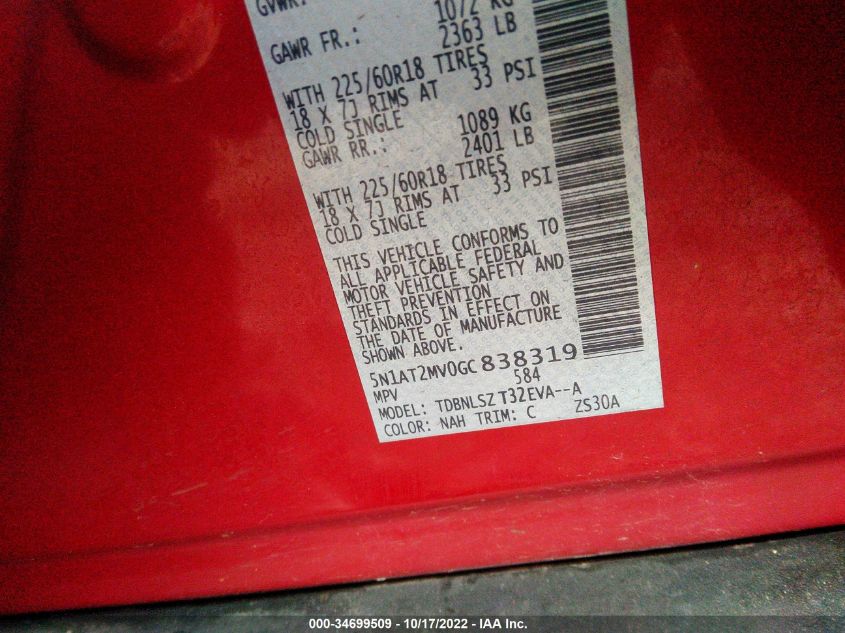 GVWR:
1072 KG
GAWR FR.: 2363 LB
WITH 225/60R18 TIRES
18 X 7J RIMS AT 33 PSI
COLD SINGLE
1089 KG
GAWR RR.: 2401 LB
WITH 225/60R18 TIRES
18 X 7J RIMS AT 33 PSI
COLD SINGLE
THIS VEHICLE CONFORMS TO
ALL APPLICABLE FEDERAL
MOTOR VEHICLE SAFETY AND
THEFT PREVENTION
STANDARDS IN EFFECT ON
THE DATE OF MANUFACTURE
SHOWN ABOVE.
5N1AT2MV0GC838319
MPV 584
MODEL: TDBNLSZ T32EVA--A
COLOR: NAH TRIM: C ZS30A
000-34699509 - 10/17/2022 - IAA Inc.